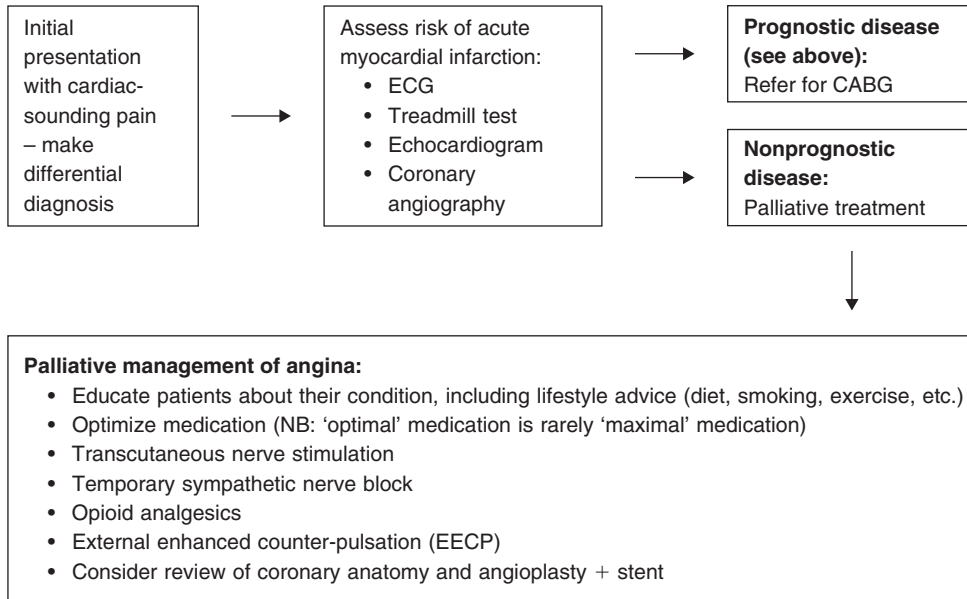 Initial
presentation
with cardiac-
sounding pain
– make
differential
diagnosis
Assess risk of acute
myocardial infarction:
• ECG
• Treadmill test
• Echocardiogram
• Coronary
angiography
Prognostic disease
(see above):
Refer for CABG
Nonprognostic
disease:
Palliative treatment
Palliative management of angina:
• Educate patients about their condition, including lifestyle advice (diet, smoking, exercise, etc.)
• Optimize medication (NB: ‘optimal’ medication is rarely ‘maximal’ medication)
• Transcutaneous nerve stimulation
• Temporary sympathetic nerve block
• Opioid analgesics
• External enhanced counter-pulsation (EECP)
• Consider review of coronary anatomy and angioplasty + stent